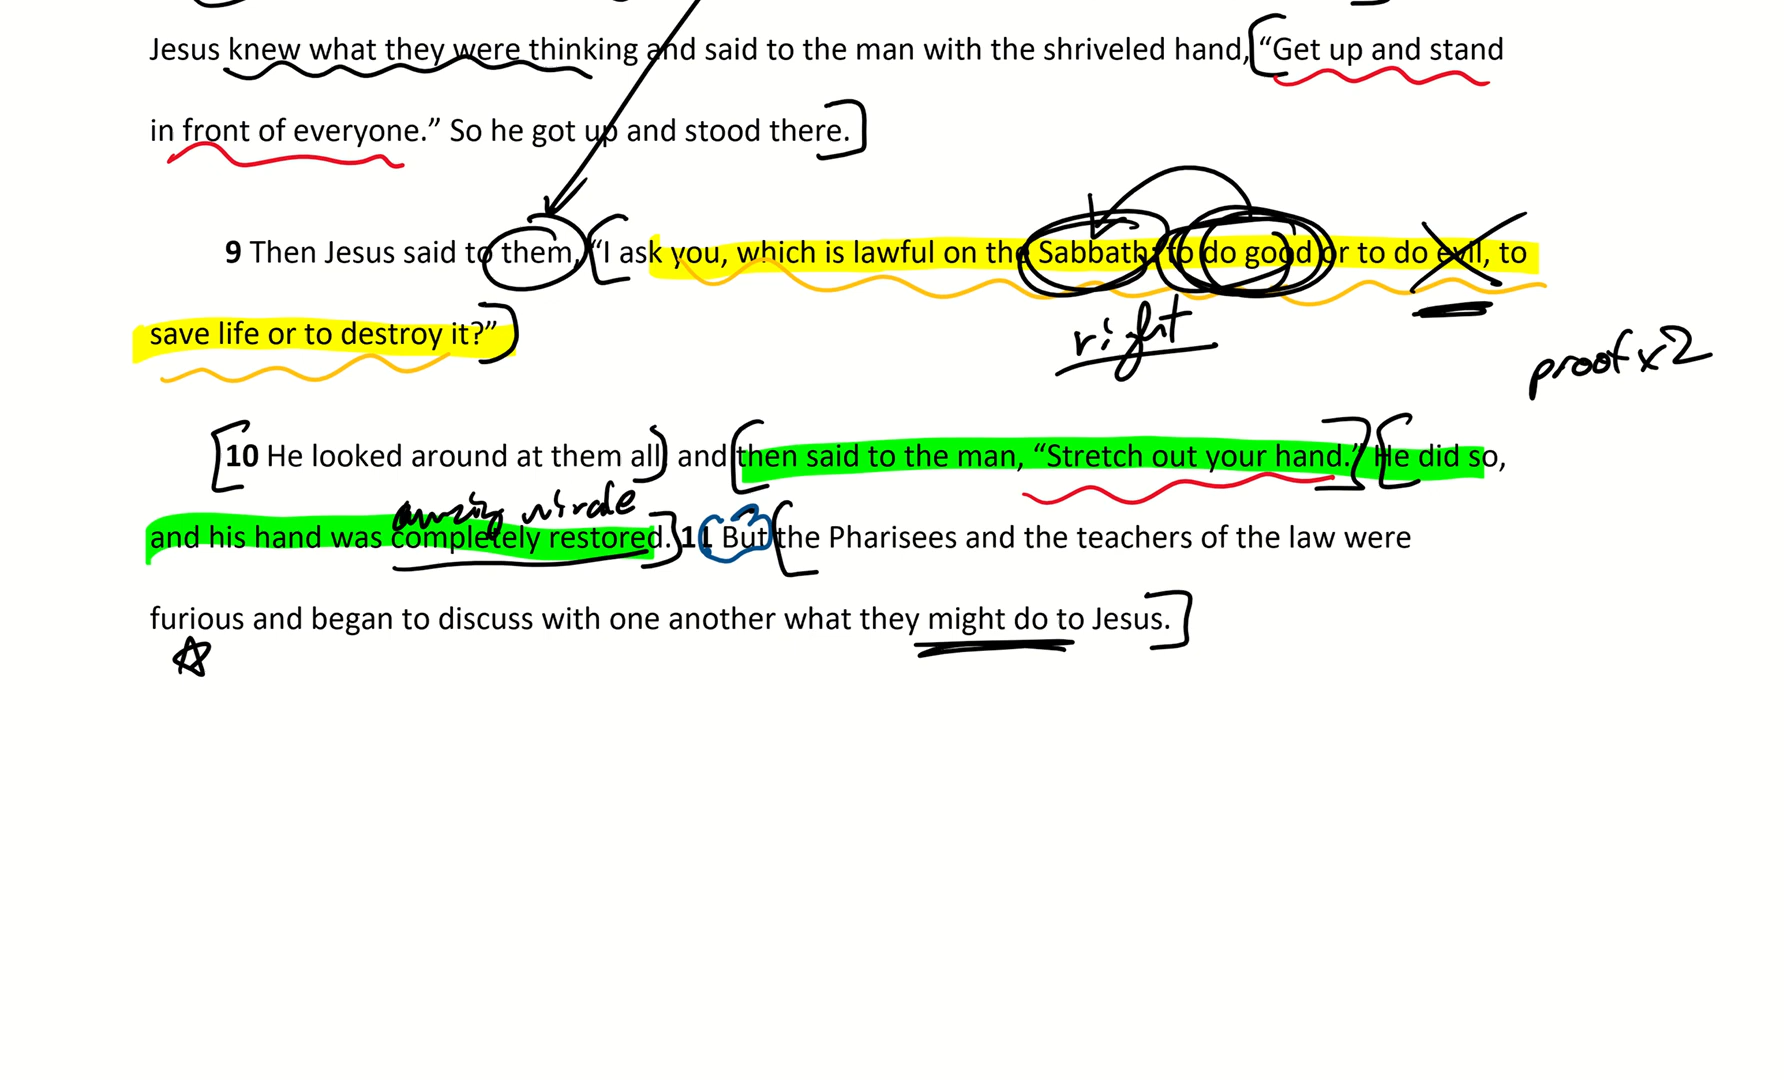 Jesus knew what they were thinking and said to the man with the shriveled hand, “Get up and stand
in front of everyone.” So he got up and stood there.
9 Then Jesus said to them, “I ask you, which is lawful on the Sabbath: to do good or to do evil, to
save life or to destroy it?”
right
proof x2
10 He looked around at them all, and then said to the man, “Stretch out your hand.” He did so,
amazing miracle
and his hand was completely restored. 11 But the Pharisees and the teachers of the law were
furious and began to discuss with one another what they might do to Jesus.